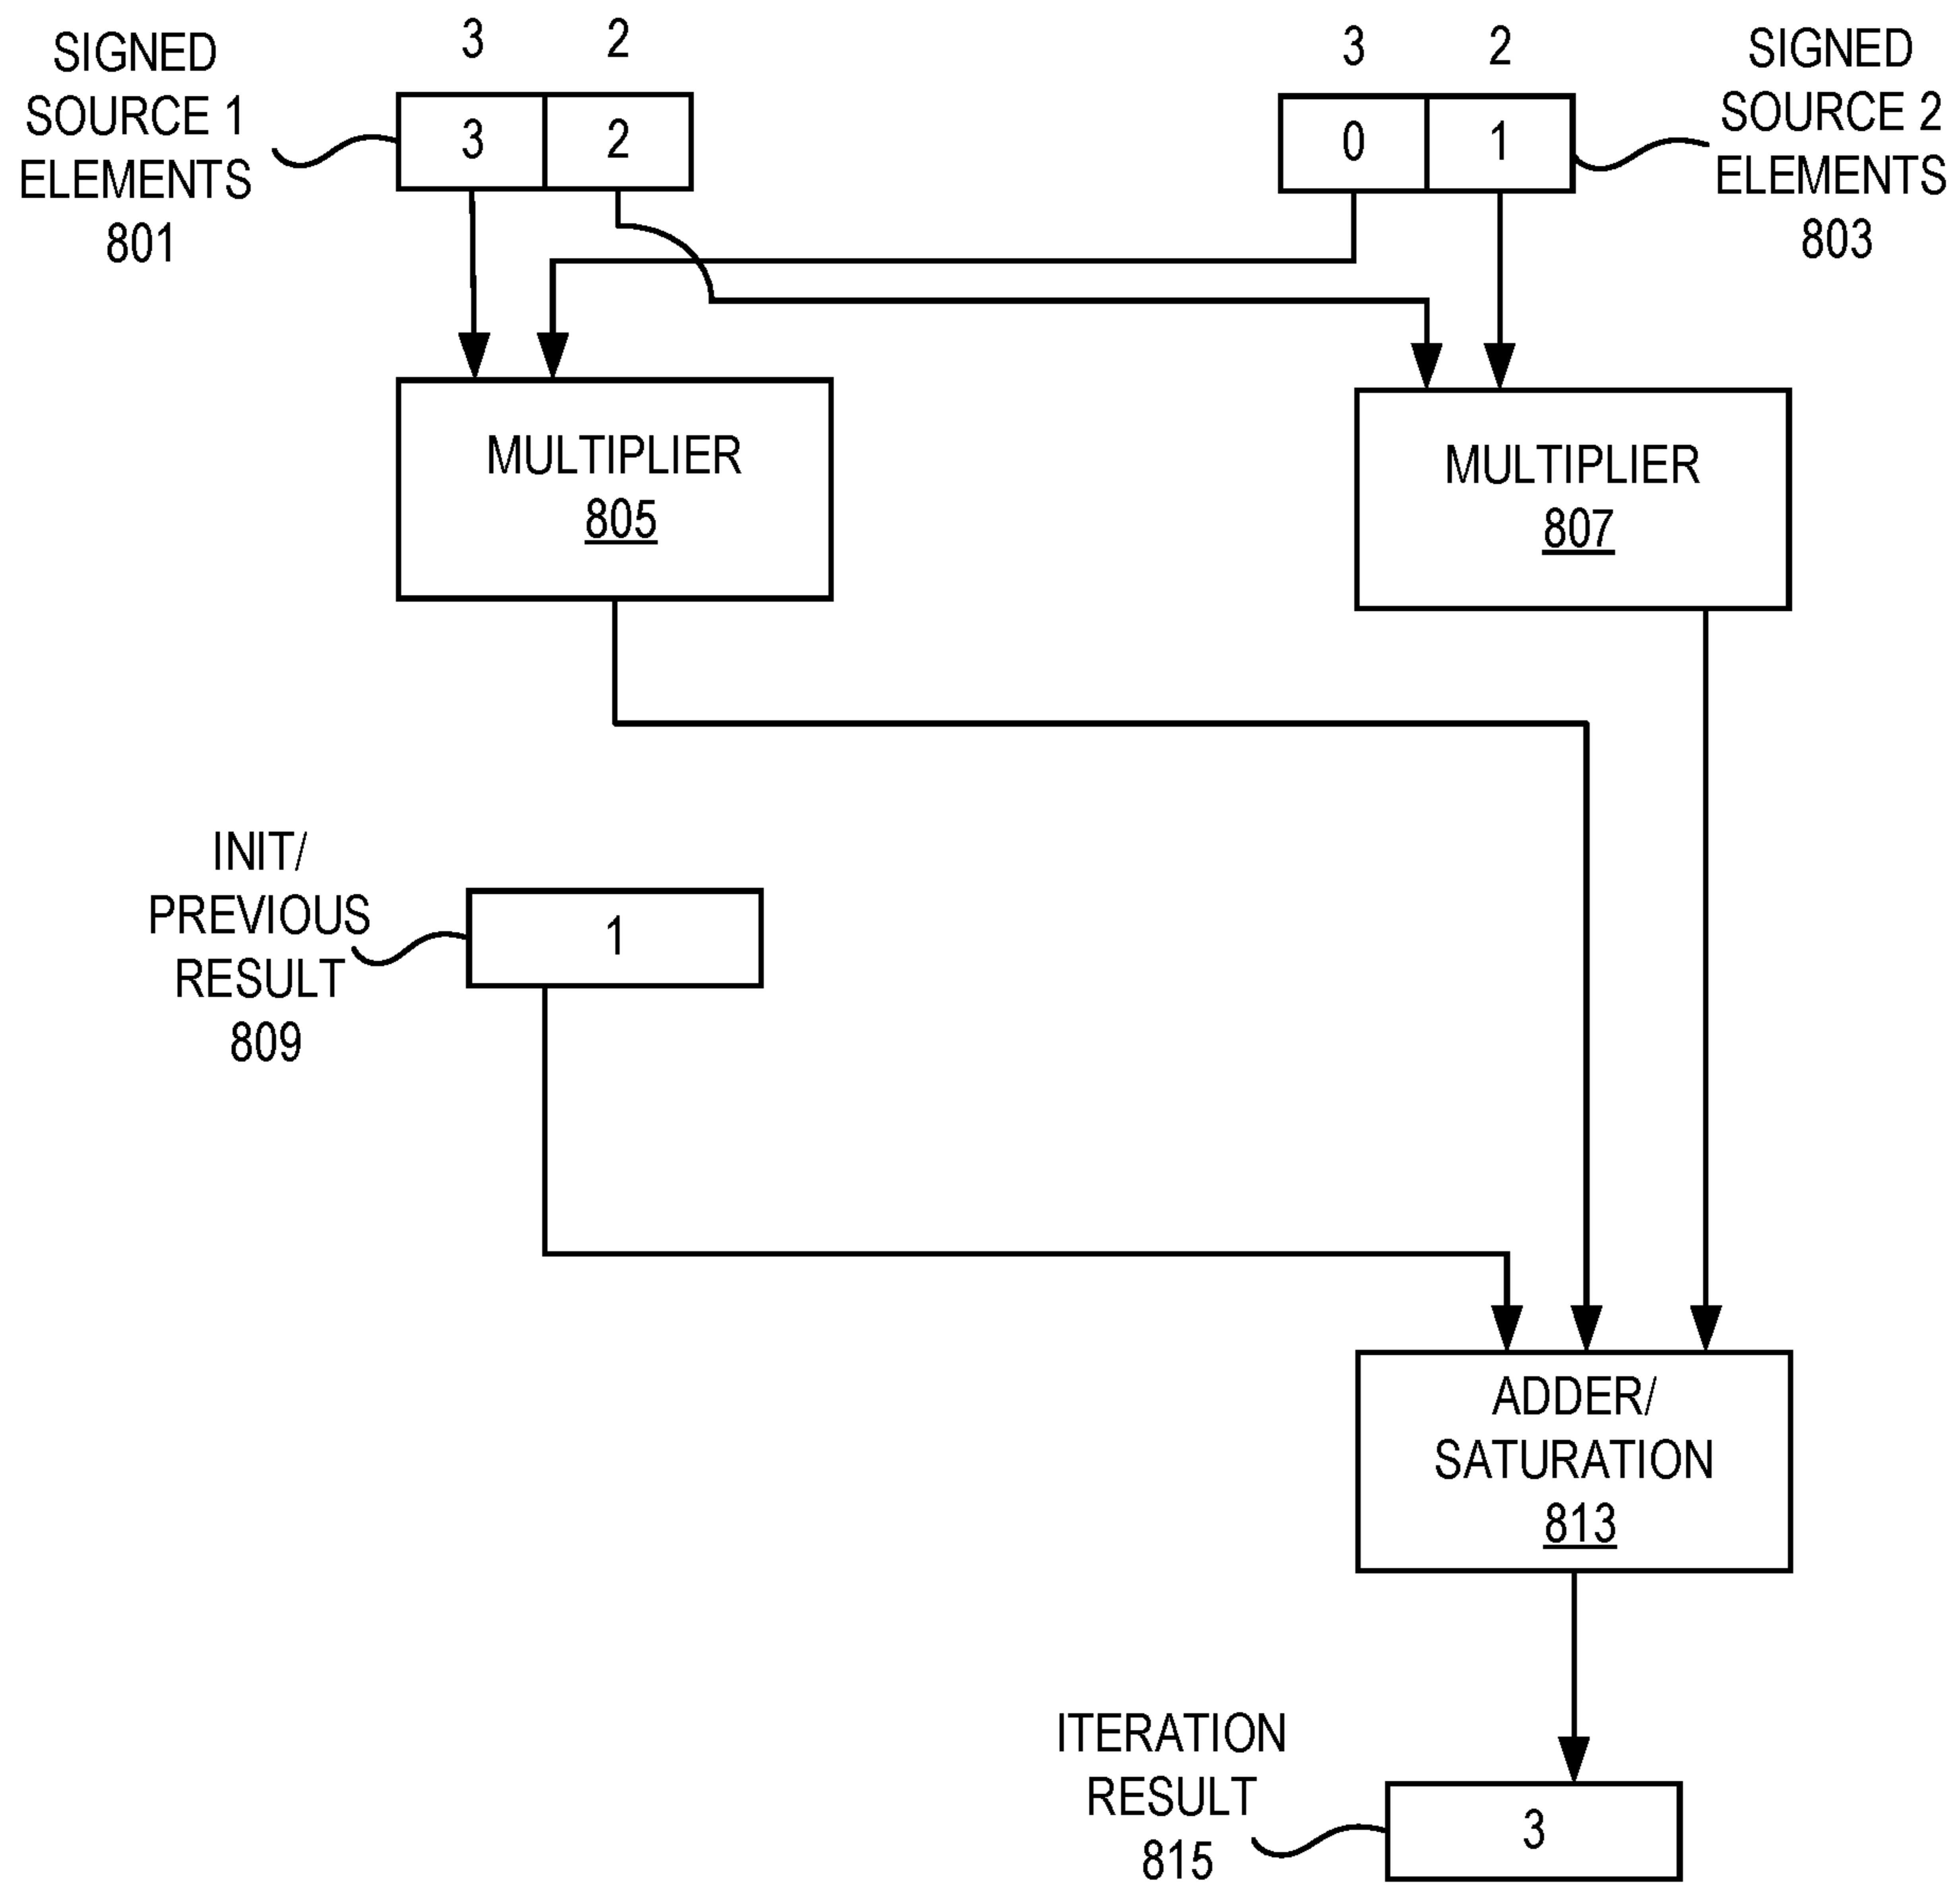 3 2
3 2
SIGNED
SOURCE 1
ELEMENTS
801
3 2
0 1
SIGNED
SOURCE 2
ELEMENTS
803
MULTIPLIER
805
MULTIPLIER
807
INIT/
PREVIOUS
RESULT
809
1
ADDER/
SATURATION
813
ITERATION
RESULT
815
3